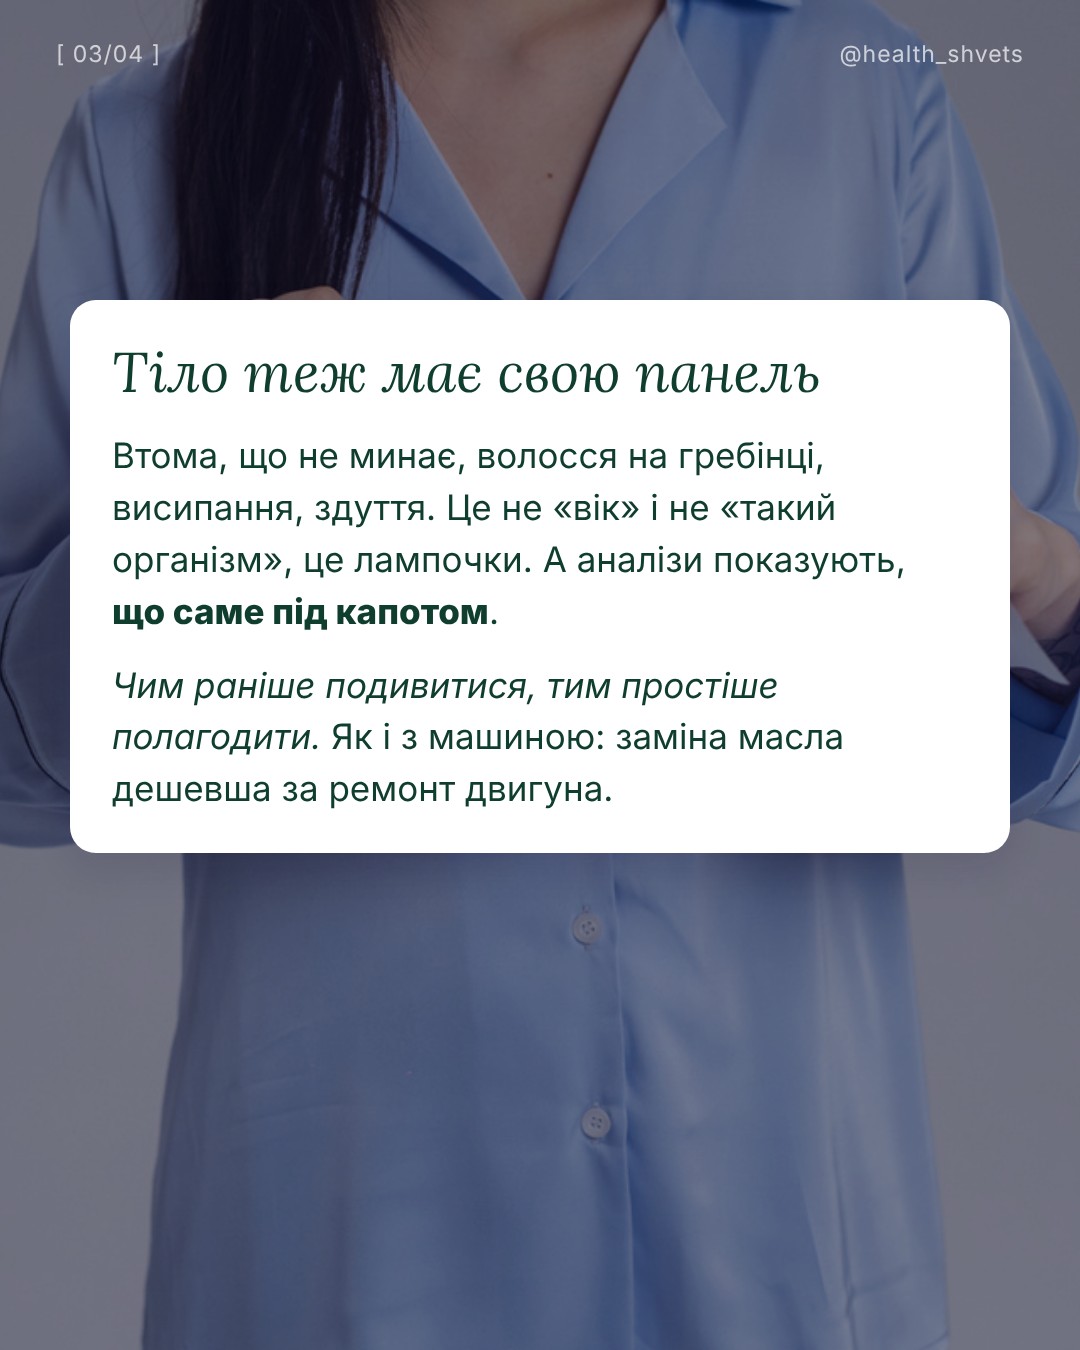 [ 03/04 ]
@health_shvets
Тіло теж має свою панель
Втома, що не минає, волосся на гребінці,
висипання, здуття. Це не «вік» і не «такий
організм», це лампочки. А аналізи показують,
що саме під капотом.
Чим раніше подивитися, тим простіше
полагодити. Як і з машиною: заміна масла
дешевша за ремонт двигуна.